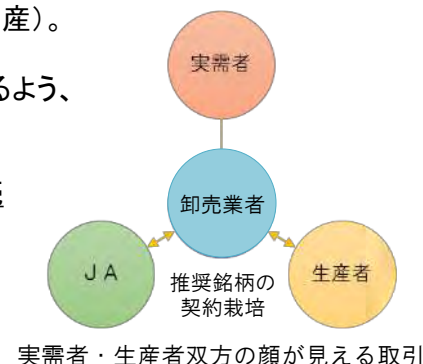 産)。
実需者
るよう、
卸売業者
JA
推奨銘柄の
契約栽培
生産者
実需者・生産者双方の顔が見える取引